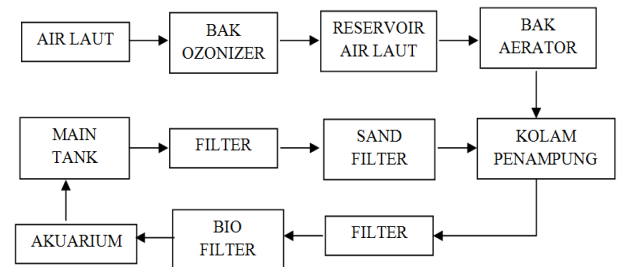 AIR LAUT
BAK
OZONIZER
RESERVOIR
AIR LAUT
BAK
AERATOR
MAIN
TANK
FILTER
SAND
FILTER
KOLAM
PENAMPUNG
AKUARIUM
BIO
FILTER
FILTER